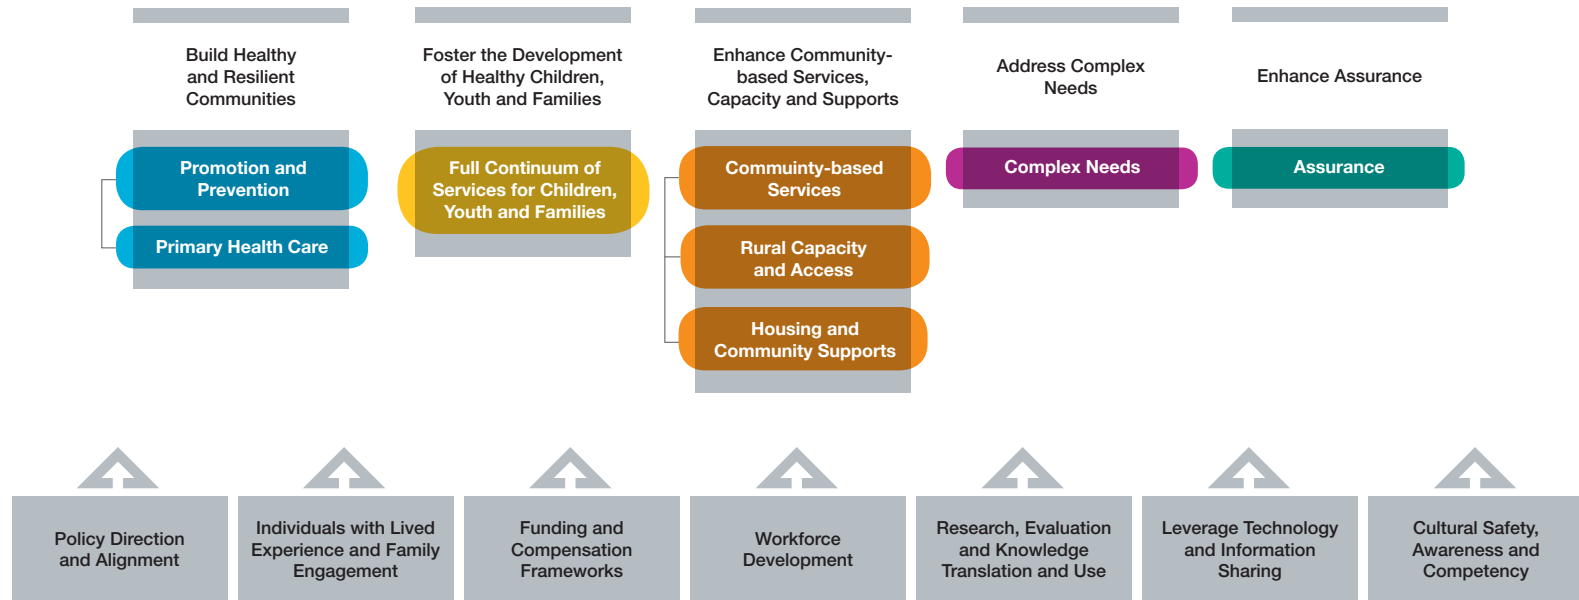 Build Healthy
and Resilient
Communities
Foster the Development
of Healthy Children,
Youth and Families
Enhance Community-
based Services,
Capacity and Supports
Address Complex
Needs
Enhance Assurance
Promotion and
Prevention
Primary Health Care
Full Continuum of
Services for Children,
Youth and Families
Commuinty-based
Services
Rural Capacity
and Access
Housing and
Community Supports
Complex Needs
Assurance
Policy Direction
and Alignment
Individuals with Lived
Experience and Family
Engagement
Funding and
Compensation
Frameworks
Workforce
Development
Research, Evaluation
and Knowledge
Translation and Use
Leverage Technology
and Information
Sharing
Cultural Safety,
Awareness and
Competency